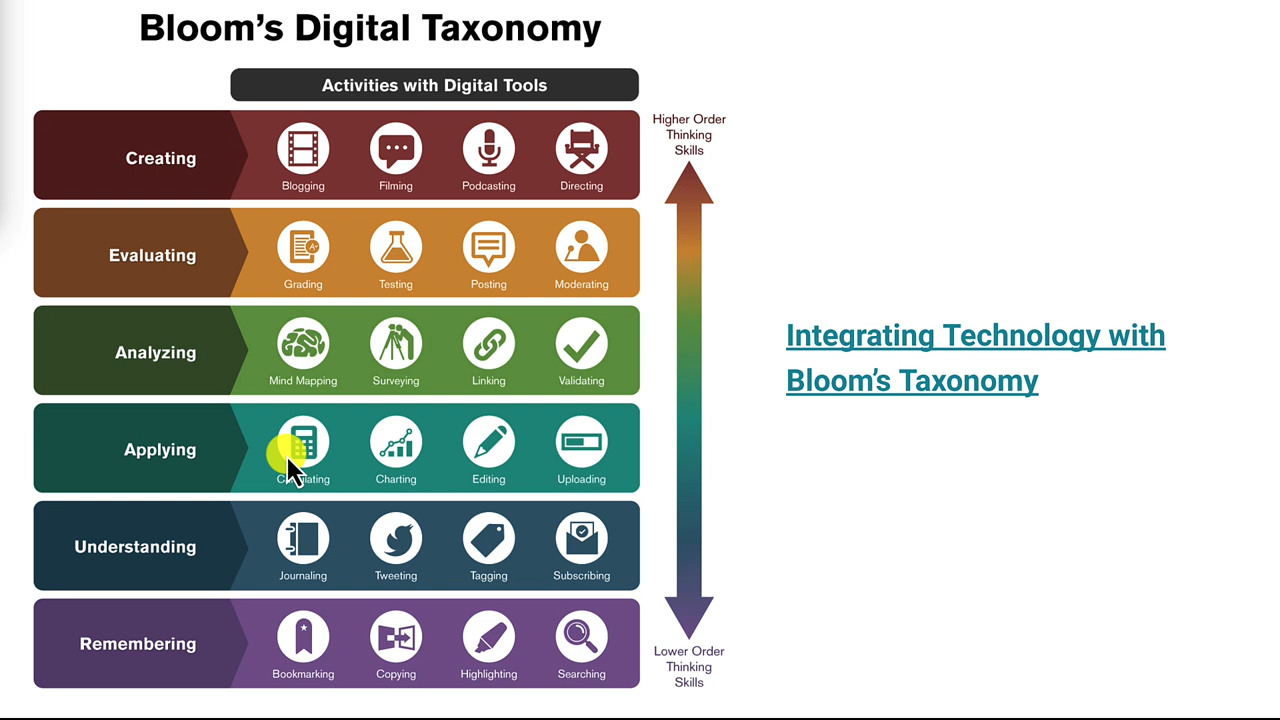 Bloom's Digital Taxonomy
Activities with Digital Tools
Creating
Blogging Filming Podcasting Directing
Evaluating
Grading Testing Posting Moderating
Analyzing
Mind Mapping Surveying Linking Validating
Applying
Charting Editing Uploading
Understanding
Journaling Tweeting Tagging Subscribing
Remembering
Bookmarking Copying Highlighting Searching
Higher Order
Thinking
Skills
Lower Order
Thinking
Skills
Integrating Technology with
Bloom's Taxonomy